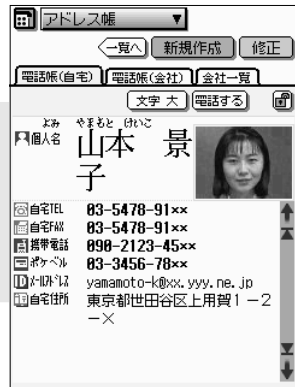 アドレス帳
一覧へ 新規作成 修正
電話帳(自宅) 電話帳(会社) 会社一覧
文字 大 電話する
よみ やまもと けいこ
個人名 山本 景
子
自宅TEL 03-5478-91××
自宅FAX 03-5478-91××
携帯電話 090-2123-45××
ポケベル 03-3456-78××
ID メールアドレス yamamoto-k@xx.yyy.ne.jp
自宅住所 東京都世田谷区上用賀1-2
-×